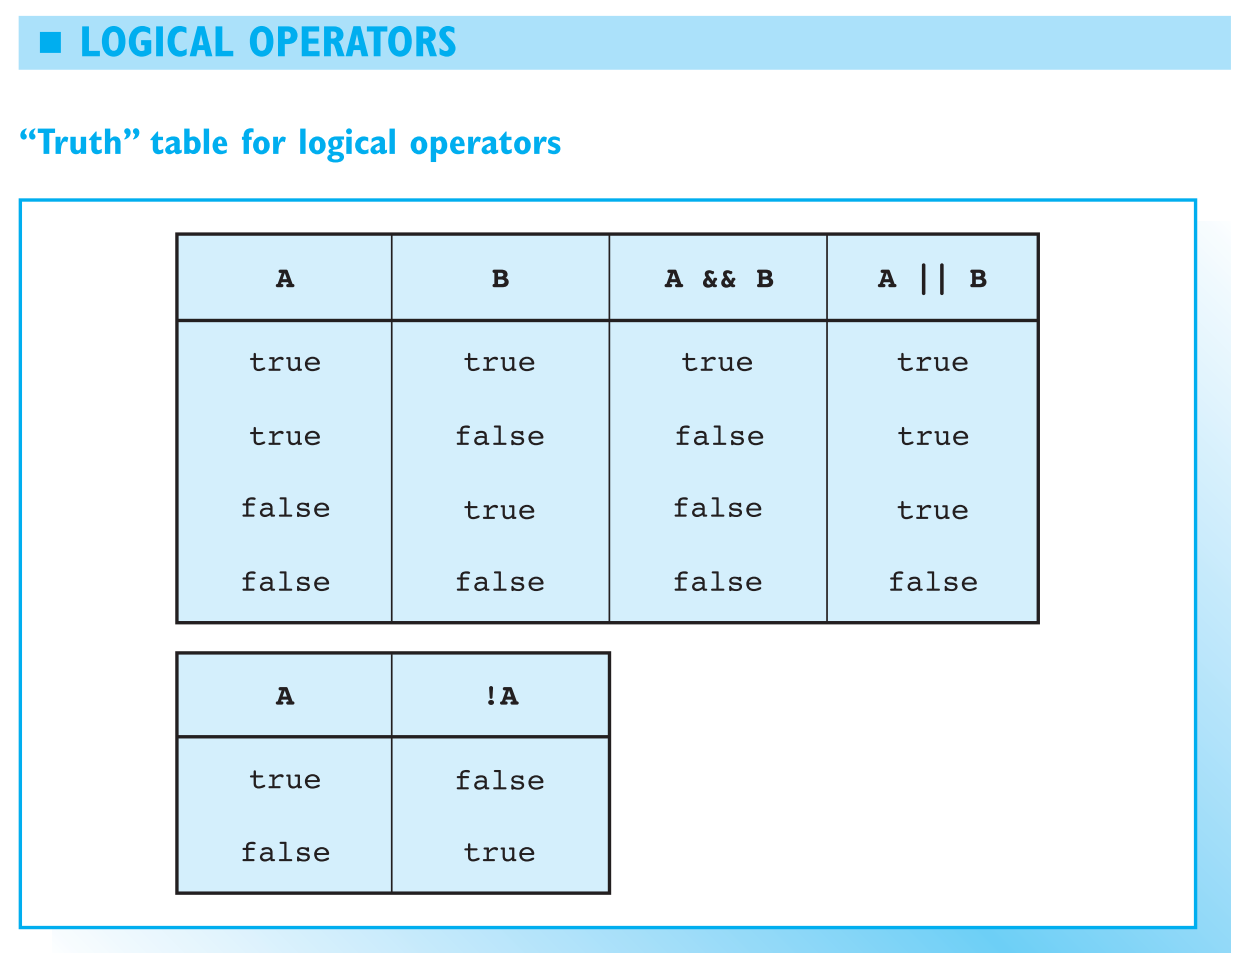 ■ LOGICAL OPERATORS
“Truth” table for logical operators
A B A && B A || B
true true true true
true false false true
false true false true
false false false false
A !A
true false
false true